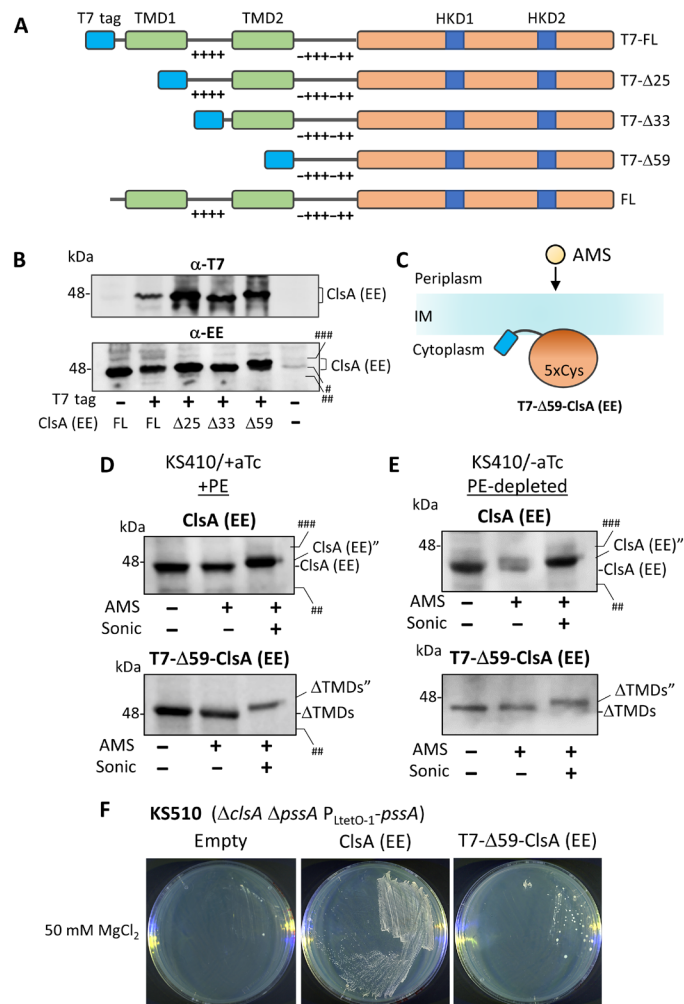 A
T7 tag TMD1 TMD2 HKD1 HKD2
T7-FL
++++ –+++–++
T7-Δ25
++++ –+++–++
T7-Δ33
–+++–++
T7-Δ59
–+++–++
FL
++++ –+++–++
B
kDa
α-T7
48- ClsA (EE)
α-EE
###
48- ClsA (EE)
#
##
T7 tag – + + + + –
ClsA (EE) FL FL Δ25 Δ33 Δ59 –
C
AMS
Periplasm
IM
Cytoplasm
5xCys
T7-Δ59-ClsA (EE)
D
KS410/+aTc
+PE
kDa
ClsA (EE)
###
48-
ClsA (EE)”
ClsA (EE)
##
AMS – + +
Sonic – – +
T7-Δ59-ClsA (EE)
kDa
48-
ΔTMDs”
ΔTMDs
##
AMS – + +
Sonic – – +
E
KS410/-aTc
PE-depleted
kDa
ClsA (EE)
###
48-
ClsA (EE)”
ClsA (EE)
##
AMS – + +
Sonic – – +
T7-Δ59-ClsA (EE)
kDa
48-
ΔTMDs”
ΔTMDs
AMS – + +
Sonic – – +
F
KS510 (ΔclsA ΔpssA PLtetO-1-pssA)
Empty ClsA (EE) T7-Δ59-ClsA (EE)
50 mM MgCl2